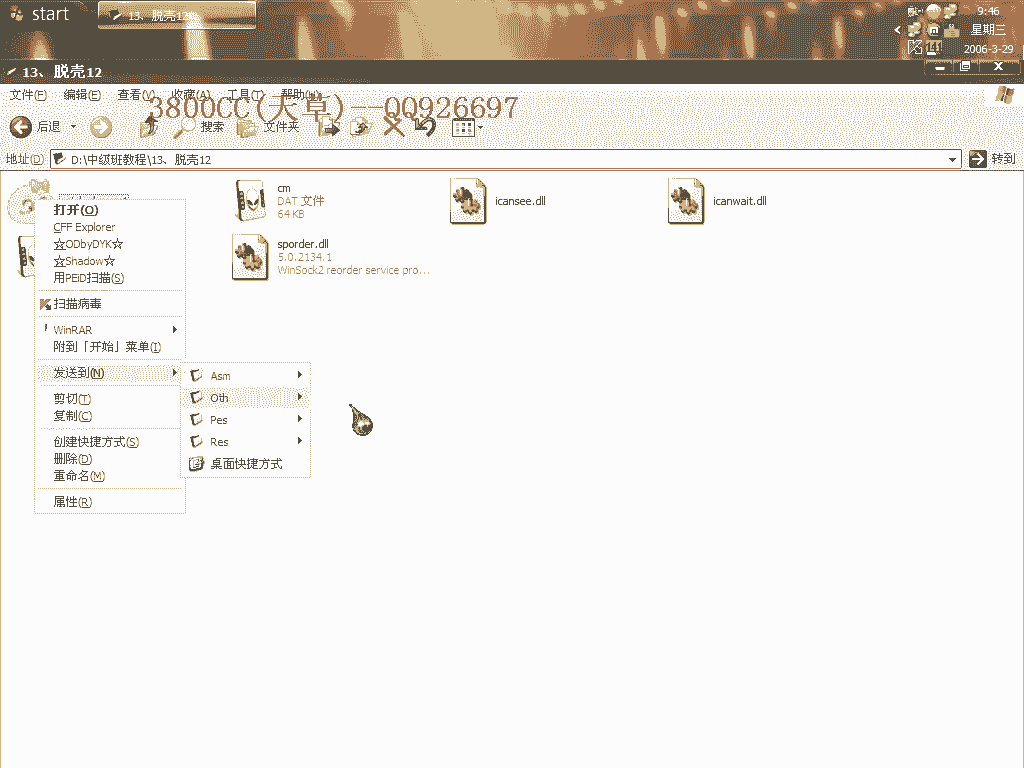 start
13、脱壳12
9:46
星期三
2006-3-29
13、脱壳12
文件(F) 编辑(E) 查看(V) 收藏(A) 工具(T) 帮助(H)
3800CC(天草)--QQ926697
后退 搜索 文件夹
地址(D) D:\中级班教程\13、脱壳12 转到
cm
DAT 文件
64 KB
icansee.dll
icanwait.dll
sporder.dll
5.0.2134.1
WinSock2 reorder service pro...
打开(O)
CFF Explorer
☆ODbyDYK☆
☆Shadow☆
用PEiD扫描(S)
扫描病毒
WinRAR
附到「开始」菜单(I)
发送到(N)
剪切(T)
复制(C)
创建快捷方式(S)
删除(D)
重命名(M)
属性(R)
Asm
Oth
Pes
Res
桌面快捷方式